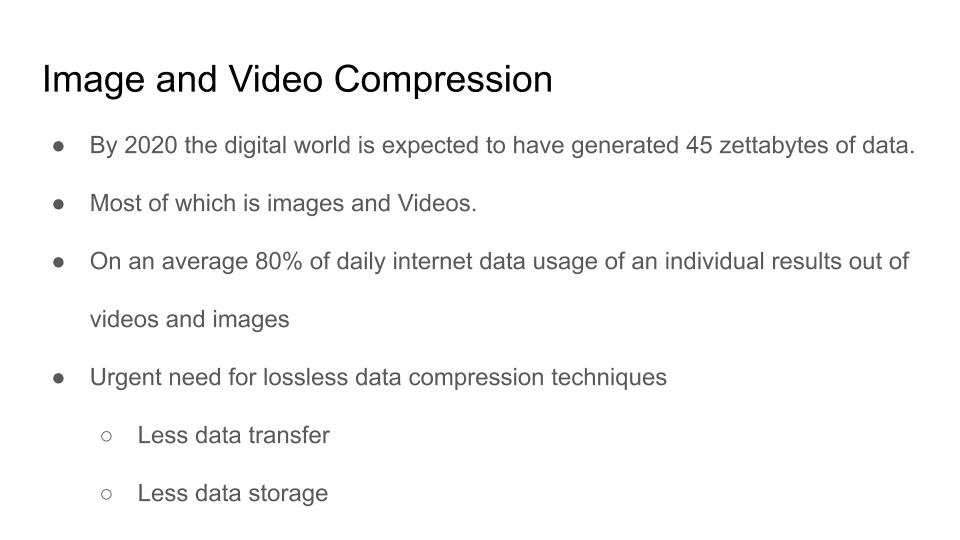 Image and Video Compression
● By 2020 the digital world is expected to have generated 45 zettabytes of data.
● Most of which is images and Videos.
● On an average 80% of daily internet data usage of an individual results out of
videos and images
● Urgent need for lossless data compression techniques
○ Less data transfer
○ Less data storage